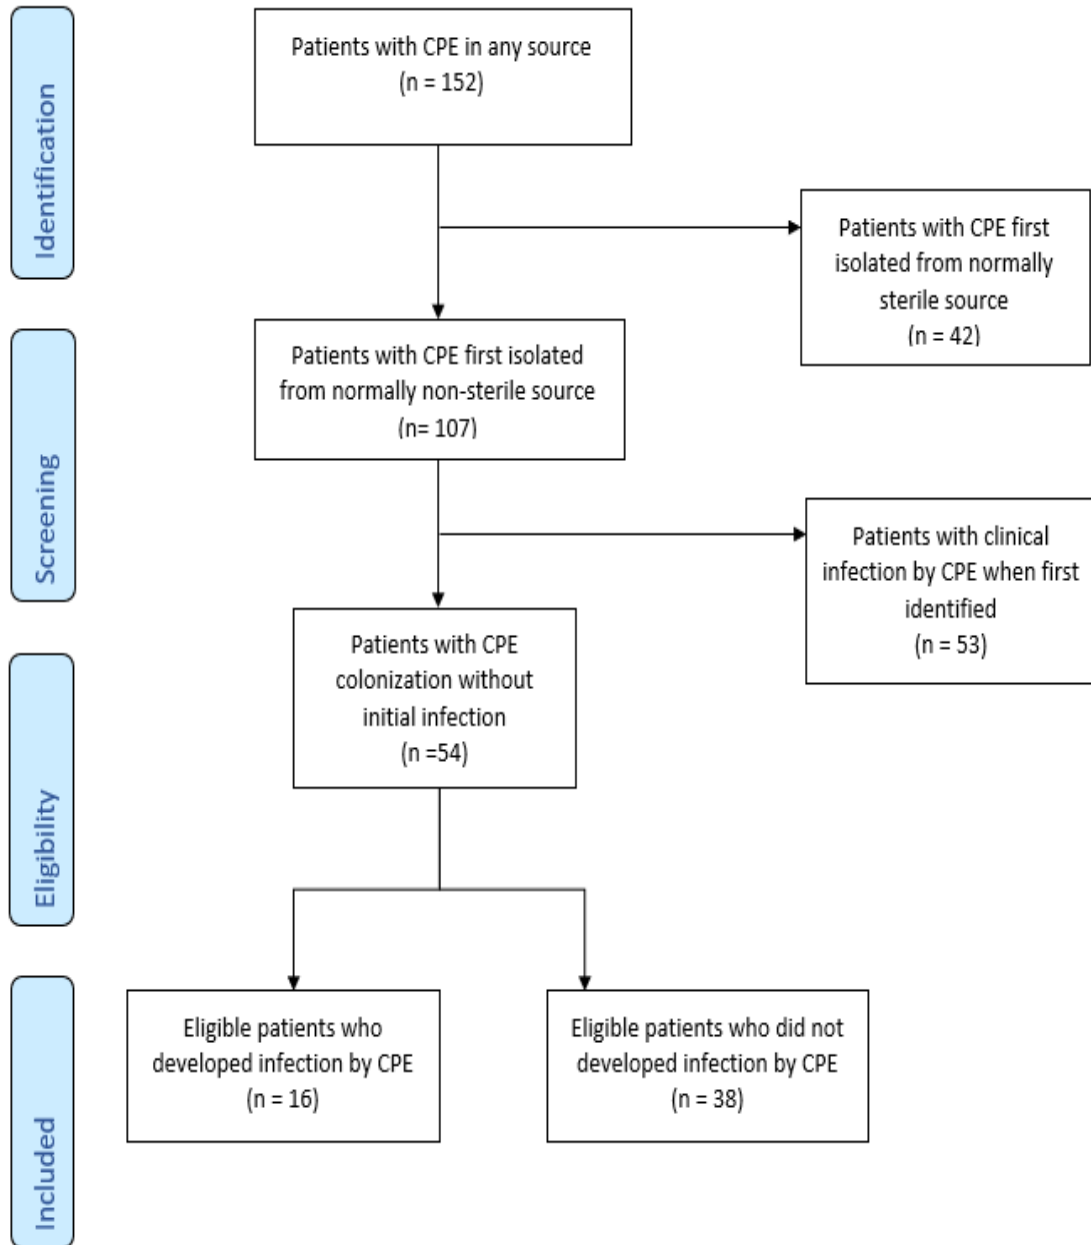 Identification
Patients with CPE in any source
(n = 152)
Patients with CPE first
isolated from normally
sterile source
(n = 42)
Screening
Patients with CPE first isolated
from normally non-sterile source
(n= 107)
Patients with clinical
infection by CPE when first
identified
(n = 53)
Eligibility
Patients with CPE
colonization without
initial infection
(n =54)
Included
Eligible patients who
developed infection by CPE
(n = 16)
Eligible patients who did not
developed infection by CPE
(n = 38)